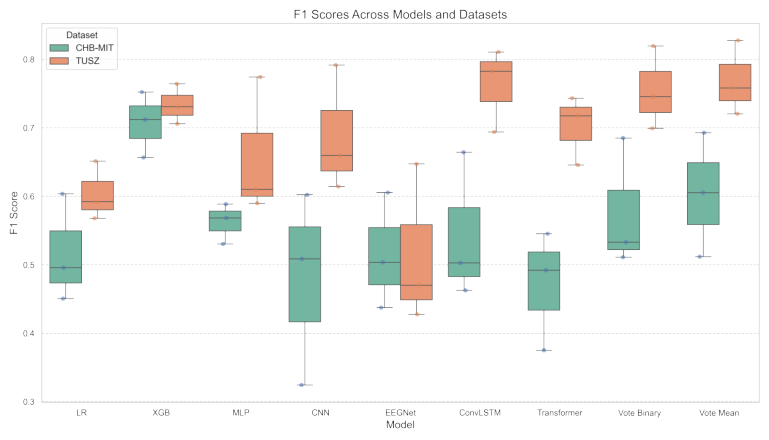 F1 Scores Across Models and Datasets
Dataset
CHB-MIT
TUSZ
F1 Score
0.8
0.7
0.6
0.5
0.4
0.3
LR XGB MLP CNN EEGNet ConvLSTM Transformer Vote Binary Vote Mean
Model